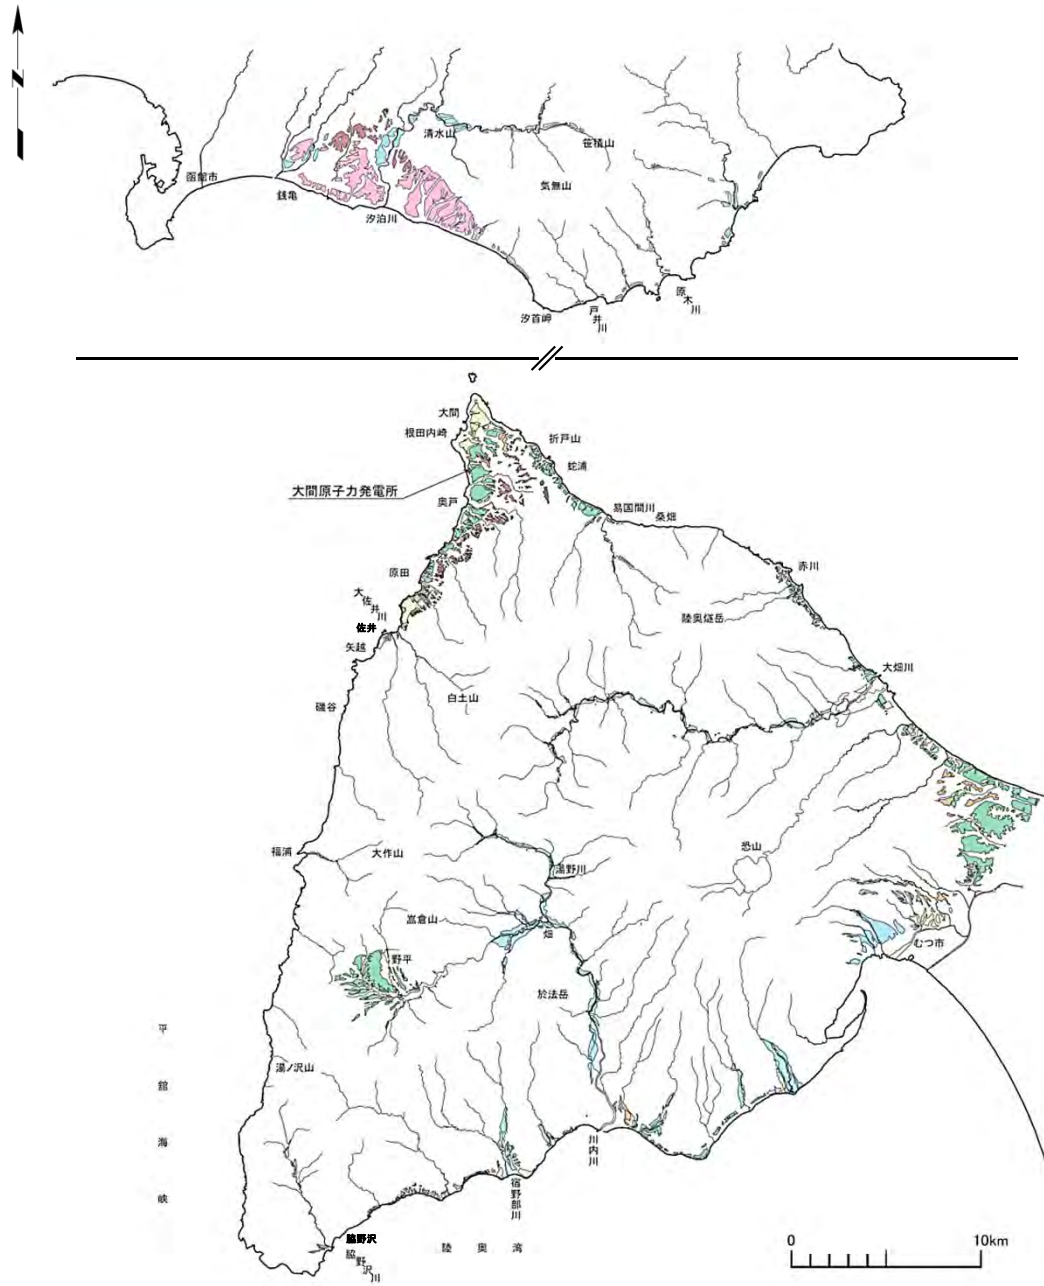 N
清水山
笹積山
函館市
気無山
銭亀
汐泊川
原木川
汐首岬
戸井川
大間
根田内崎
折戸山
蛇浦
大間原子力発電所
奥戸
易国間川
桑畑
原田
赤川
大佐井川
佐井
陸奥燧岳
矢越
大畑川
白土山
磯谷
恐山
福浦
大作山
湯野川
嵓倉山
畑
むつ市
野平
於法岳
平舘海峡
湯ノ沢山
川内川
宿野部川
脇野沢
脇野沢川
陸奥湾
0
10km